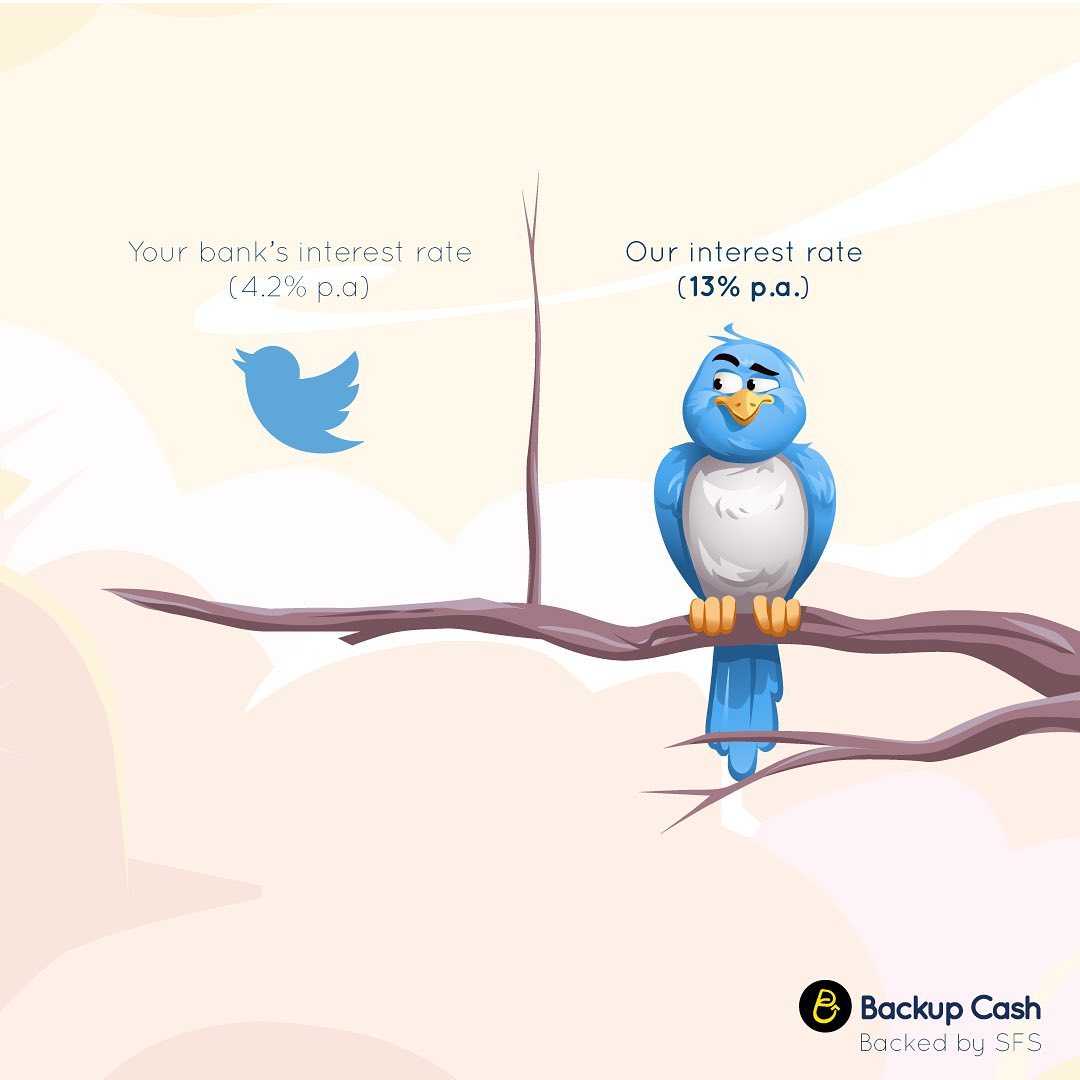 Your bank's interest rate
(4.2% p.a)
Our interest rate
(13% p.a.)
Backup Cash
Backed by SFS